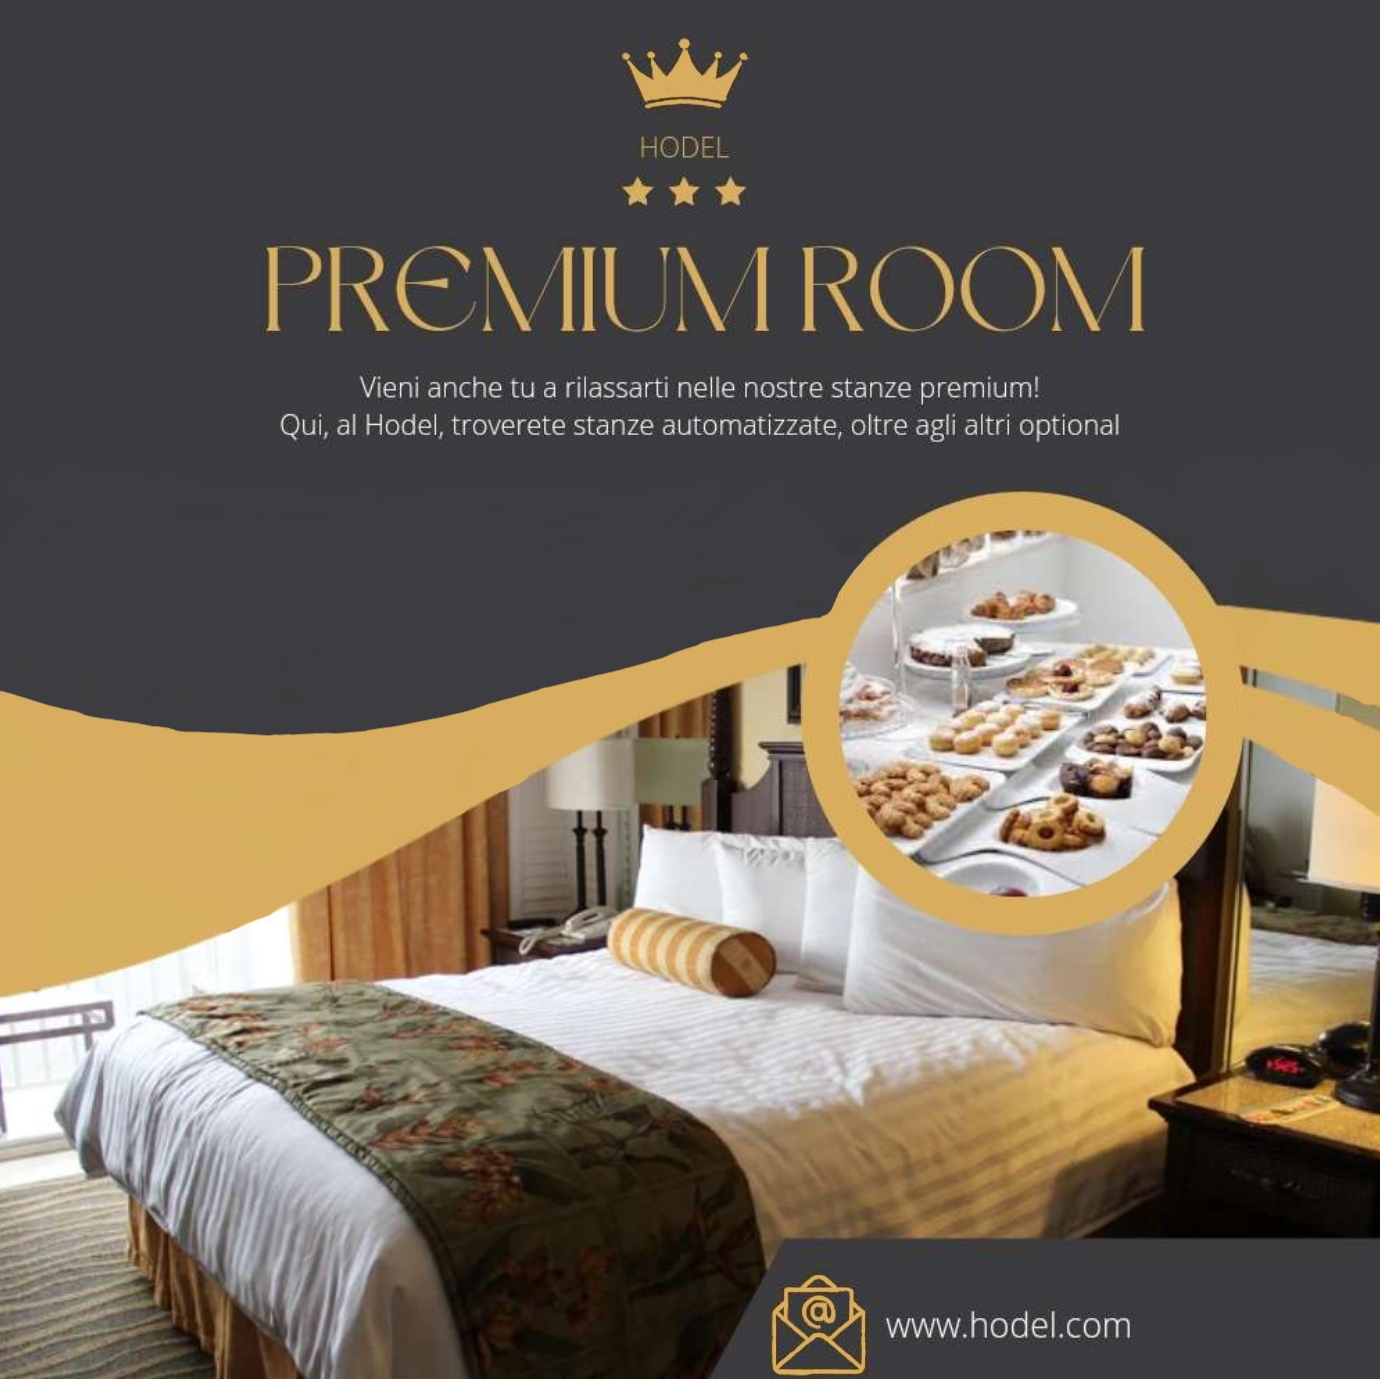 HODEL
PREMIUM ROOM
Vieni anche tu a rilassarti nelle nostre stanze premium!
Qui, al Hodel, troverete stanze automatizzate, oltre agli altri optional
@
www.hodel.com